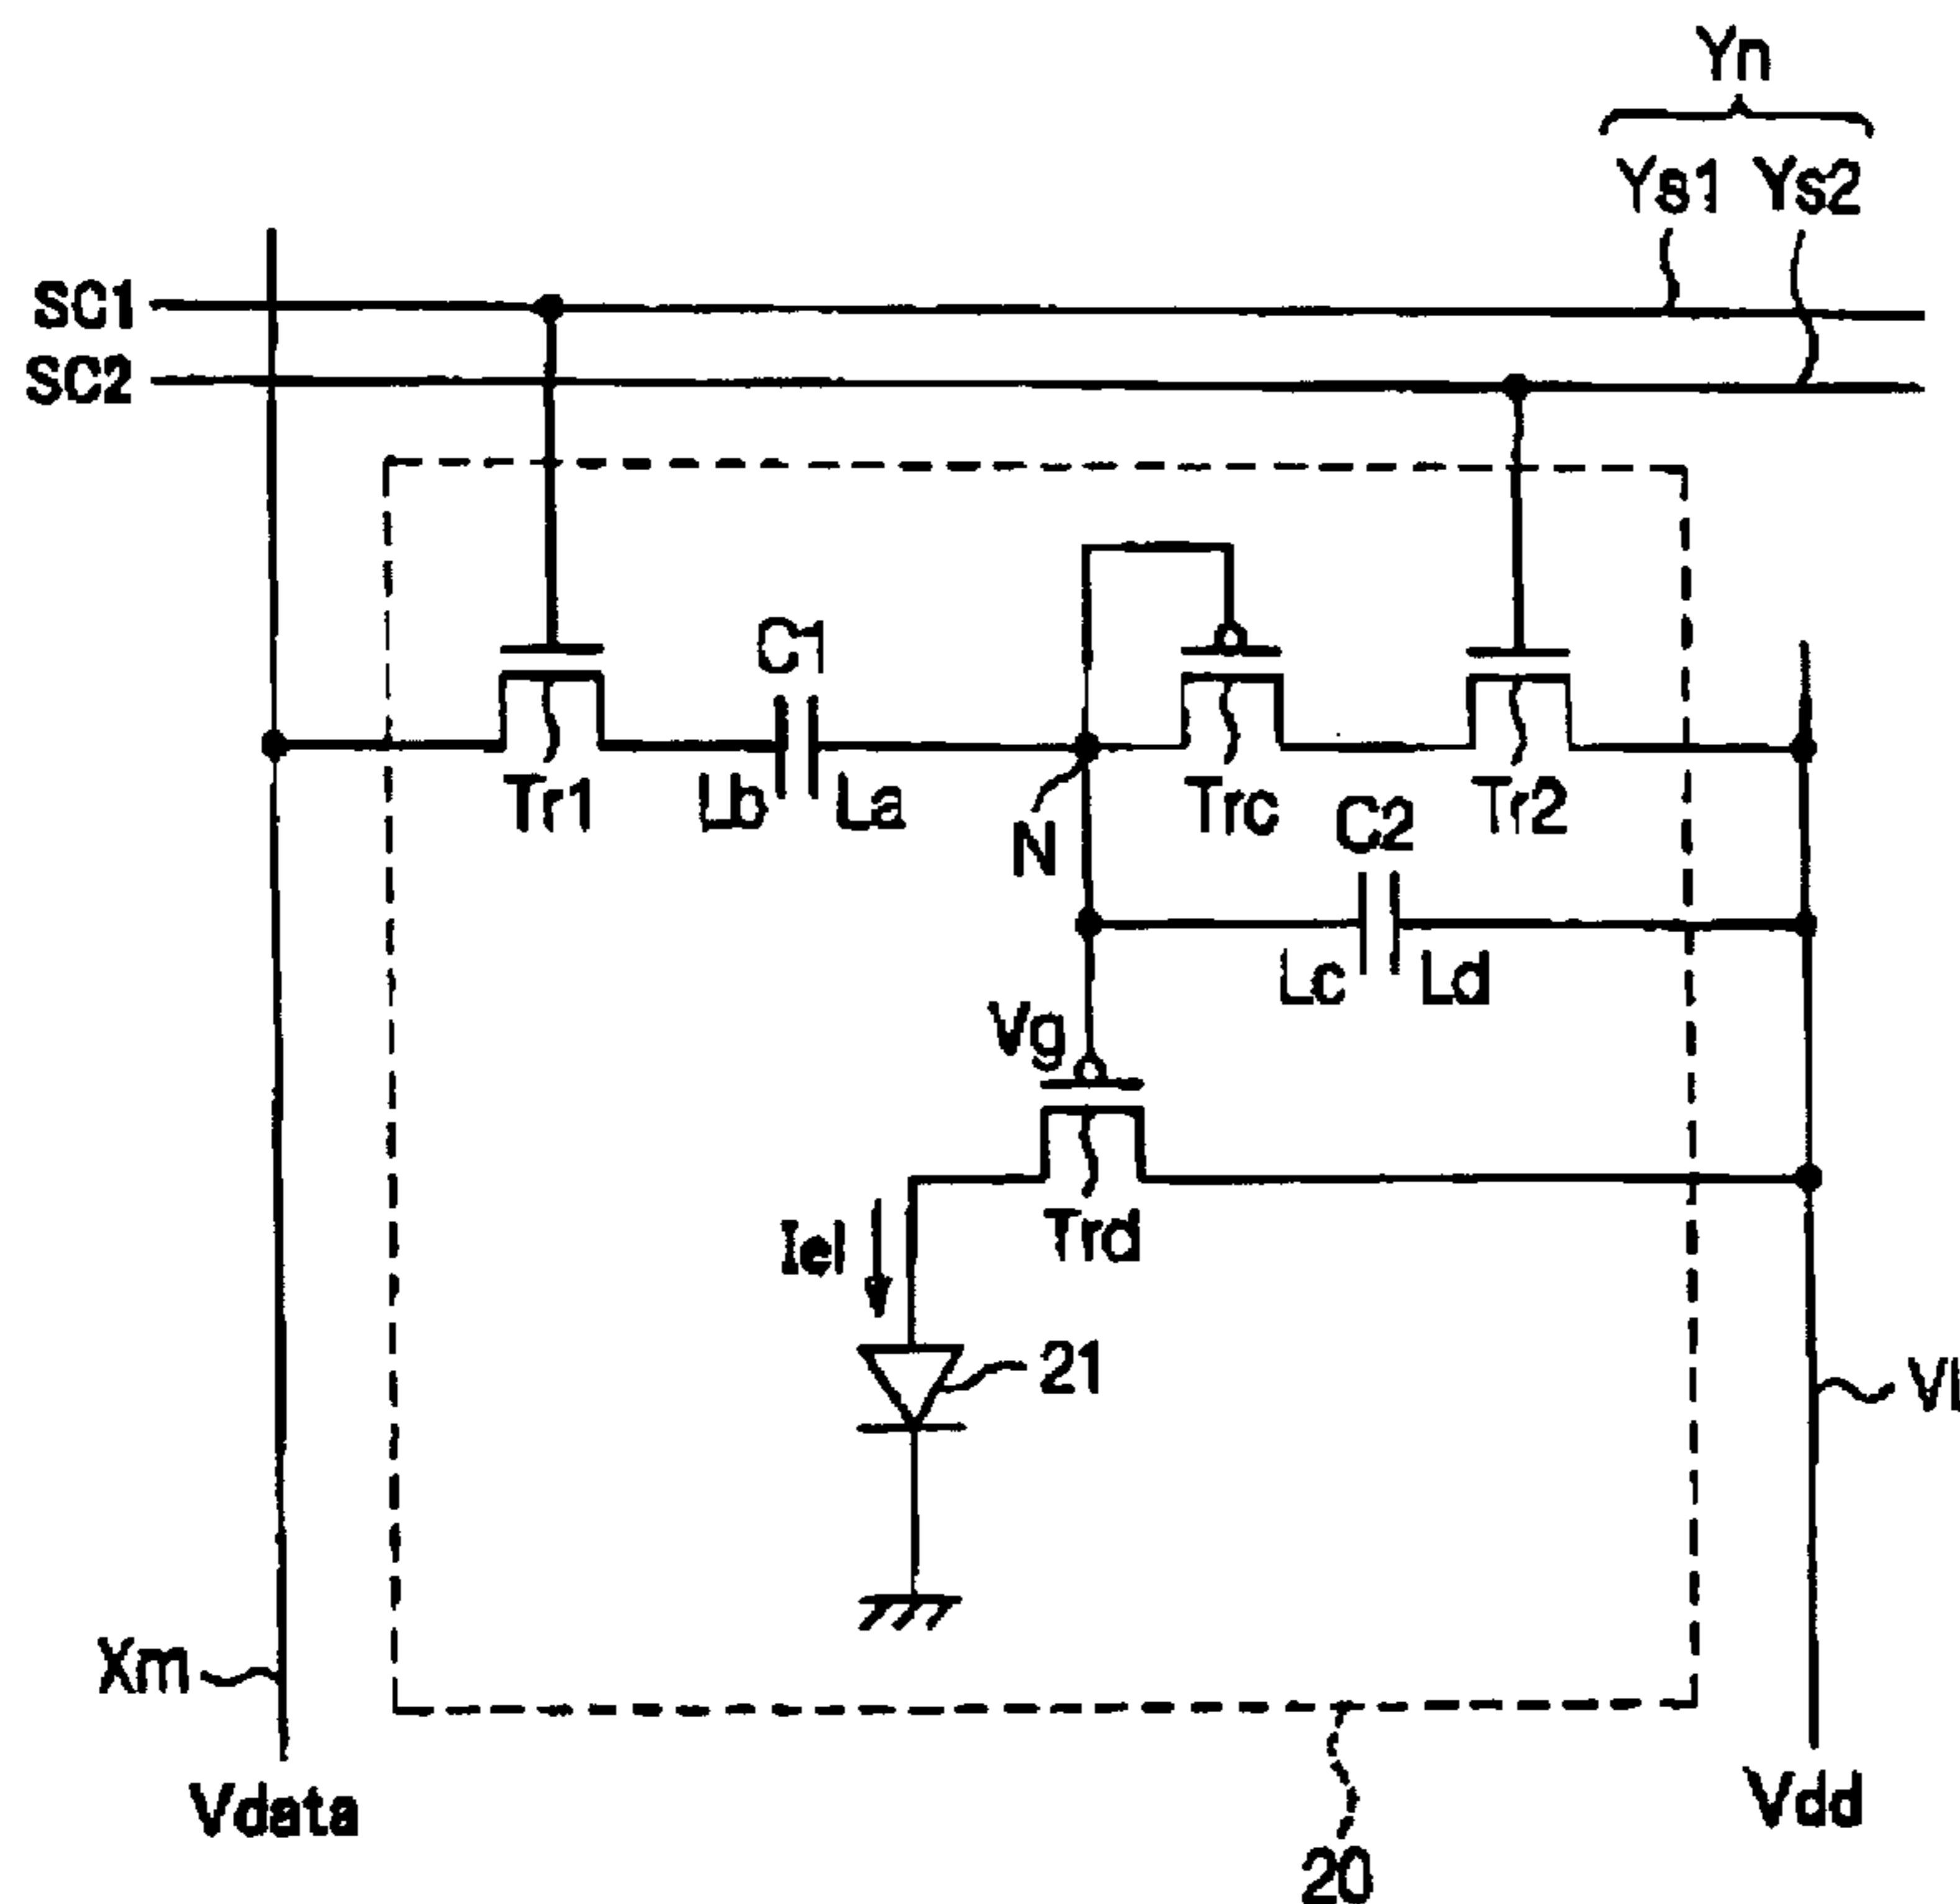 Yn
Ys1 Ys2
SC1
SC2
C1
Tr1
Lb
La
N
Trc
Tr2
C2
Lc
Ld
Vg
Trd
Iel
21
VL
Xm
Vdata
Vdd
20